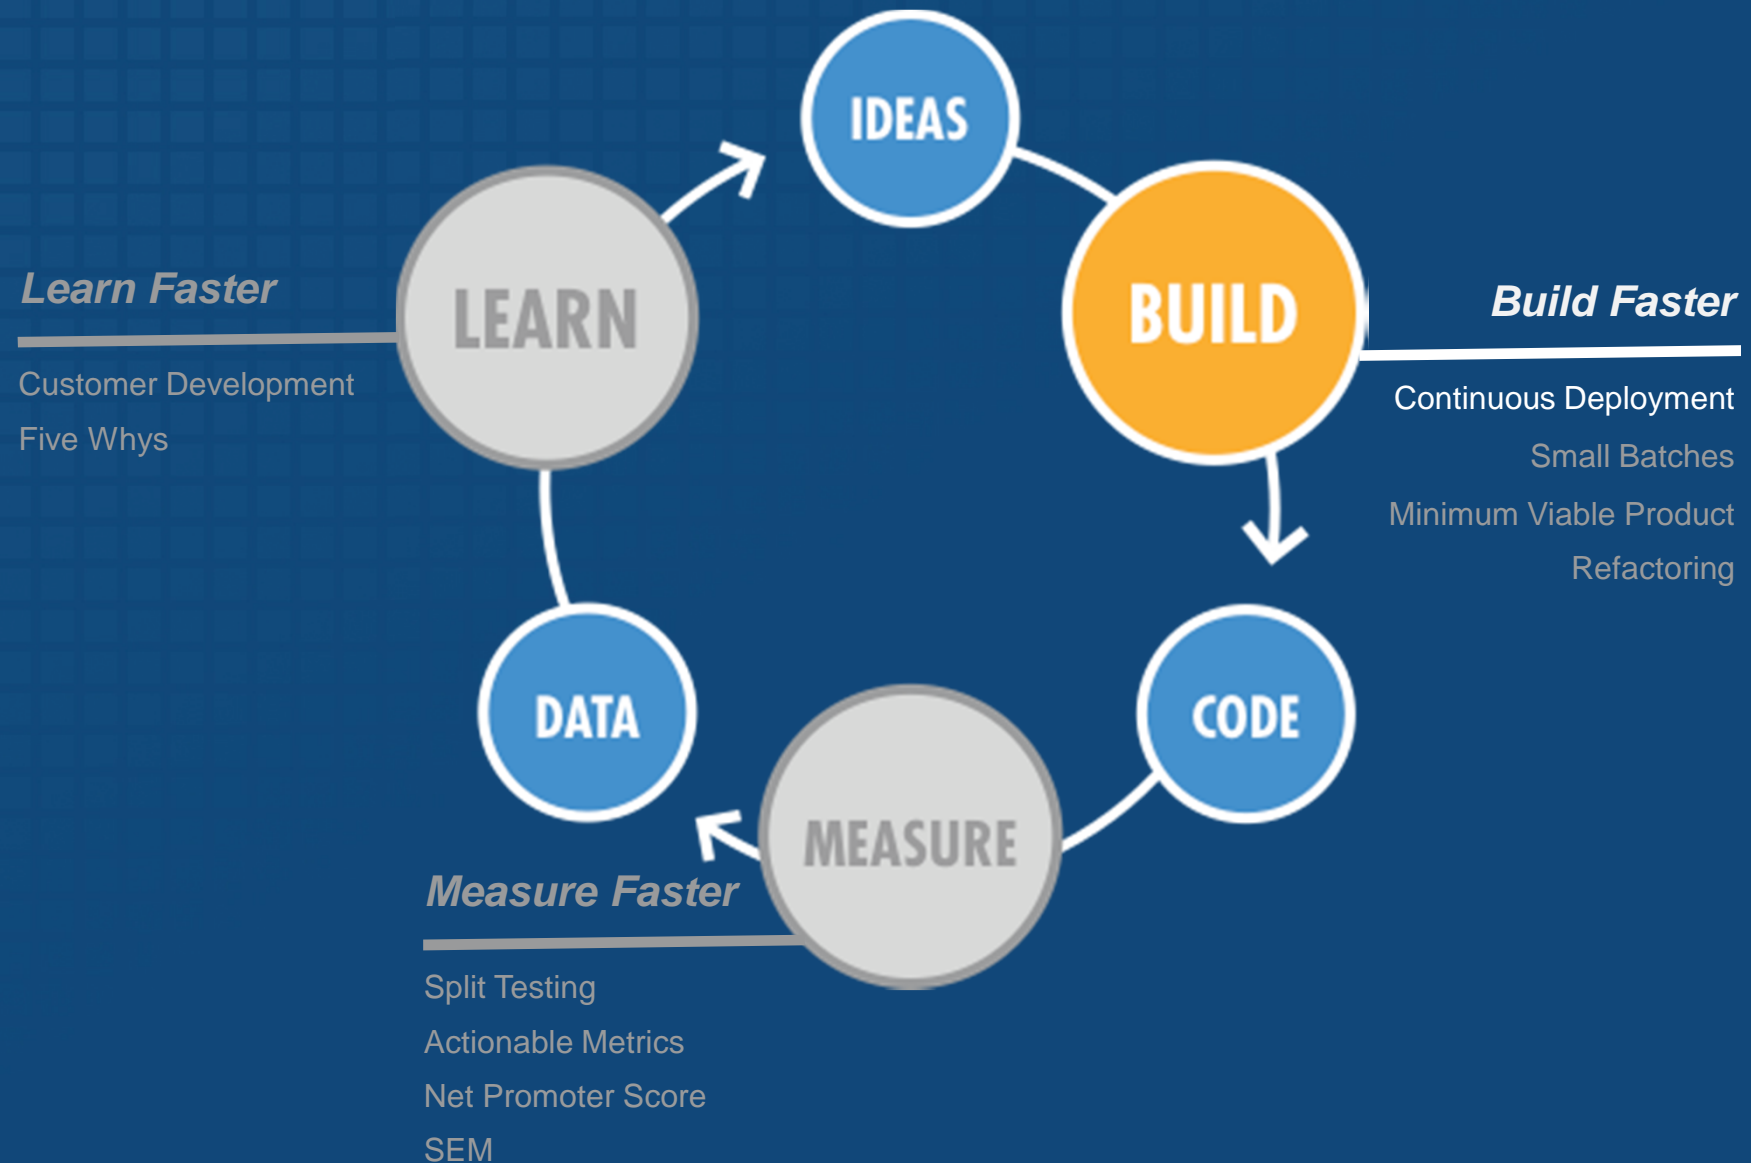 IDEAS
BUILD
Build Faster
Continuous Deployment
Small Batches
Minimum Viable Product
Refactoring
CODE
MEASURE
Measure Faster
Split Testing
Actionable Metrics
Net Promoter Score
SEM
DATA
LEARN
Learn Faster
Customer Development
Five Whys